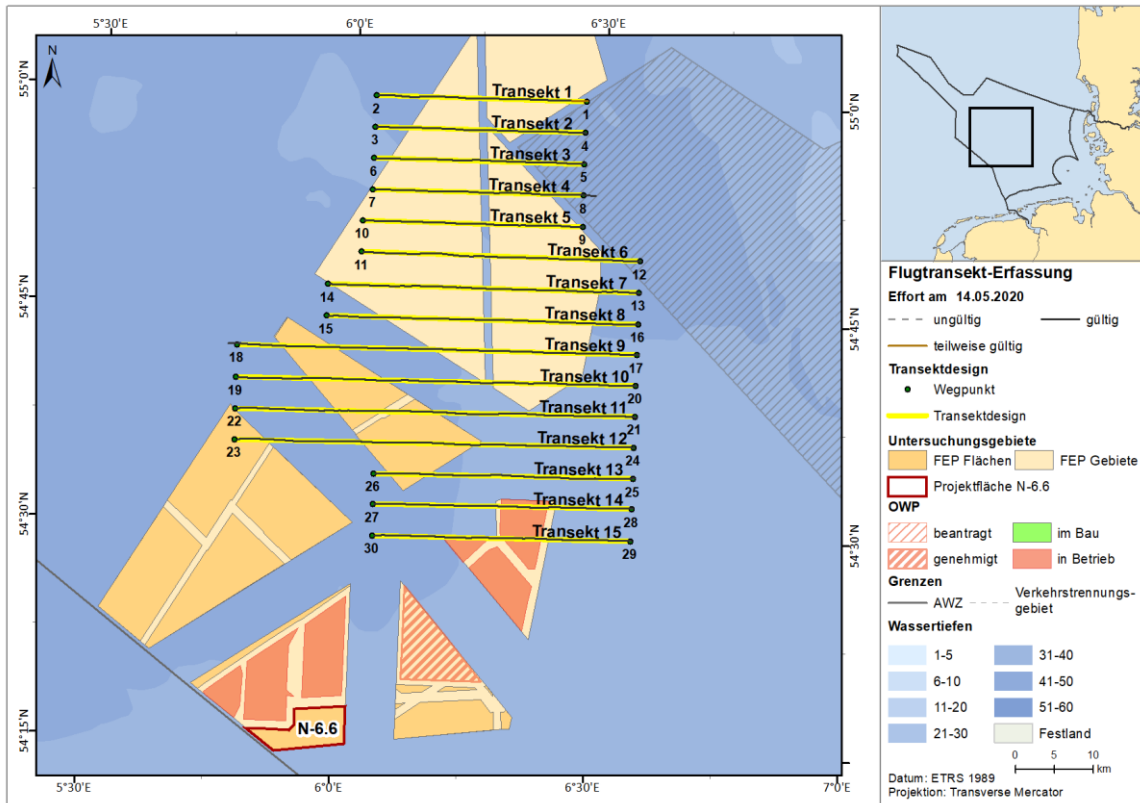 5°30'E
6°0'E
6°30'E
N
55°0'N
54°45'N
54°30'N
54°15'N
55°0'N
54°45'N
54°30'N
Transekt 1
2
1
Transekt 2
3
4
Transekt 3
6
5
Transekt 4
7
8
Transekt 5
10
9
Transekt 6
11
12
Transekt 7
14
13
Transekt 8
15
16
Transekt 9
18
17
Transekt 10
19
20
Transekt 11
22
21
Transekt 12
23
24
Transekt 13
26
25
Transekt 14
27
28
Transekt 15
30
29
N-6.6
5°30'E
6°0'E
6°30'E
7°0'E
Flugtransekt-Erfassung
Effort am 14.05.2020
ungültig
gültig
teilweise gültig
Transektdesign
Wegpunkt
Transektdesign
Untersuchungsgebiete
FEP Flächen
FEP Gebiete
Projektfläche N-6.6
OWP
beantragt
im Bau
genehmigt
in Betrieb
Grenzen
AWZ
Verkehrstrennungs-
gebiet
Wassertiefen
1-5
31-40
6-10
41-50
11-20
51-60
21-30
Festland
0 5 10
km
Datum: ETRS 1989
Projektion: Transverse Mercator